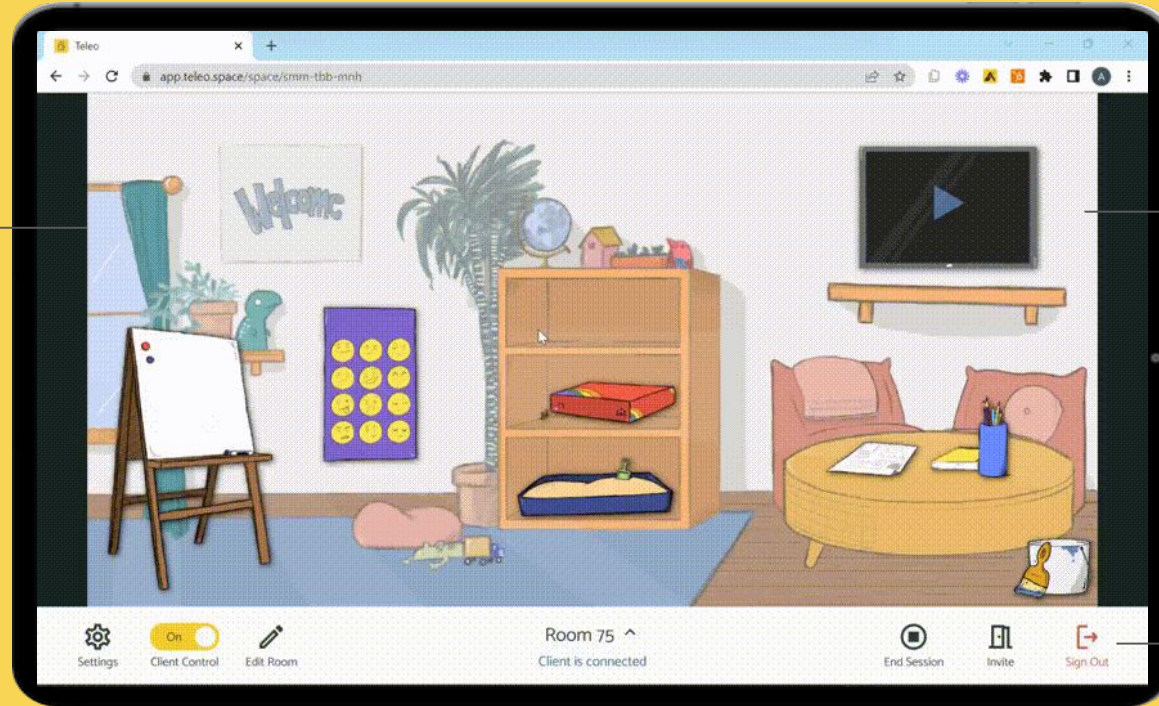 Teleo
app.teleo.space/space/smm-tbb-mnh
A
Welcome
On
Settings
Client Control
Edit Room
Room 75
Client is connected
End Session
Invite
Sign Out